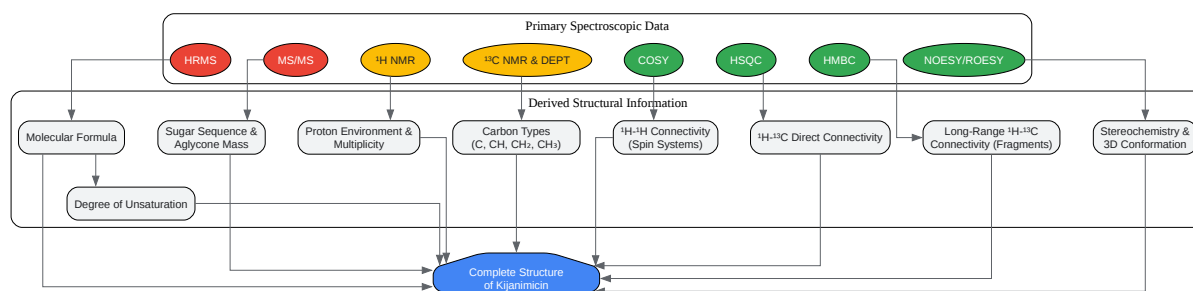 Primary Spectroscopic Data
HRMS
MS/MS
¹H NMR
¹³C NMR & DEPT
COSY
HSQC
HMBC
NOESY/ROESY
Derived Structural Information
Molecular Formula
Sugar Sequence &
Aglycone Mass
Proton Environment &
Multiplicity
Carbon Types
(C, CH, CH₂, CH₃)
¹H-¹H Connectivity
(Spin Systems)
¹H-¹³C Direct Connectivity
Long-Range ¹H-¹³C
Connectivity (Fragments)
Stereochemistry &
3D Conformation
Degree of Unsaturation
Complete Structure
of Kijanimicin